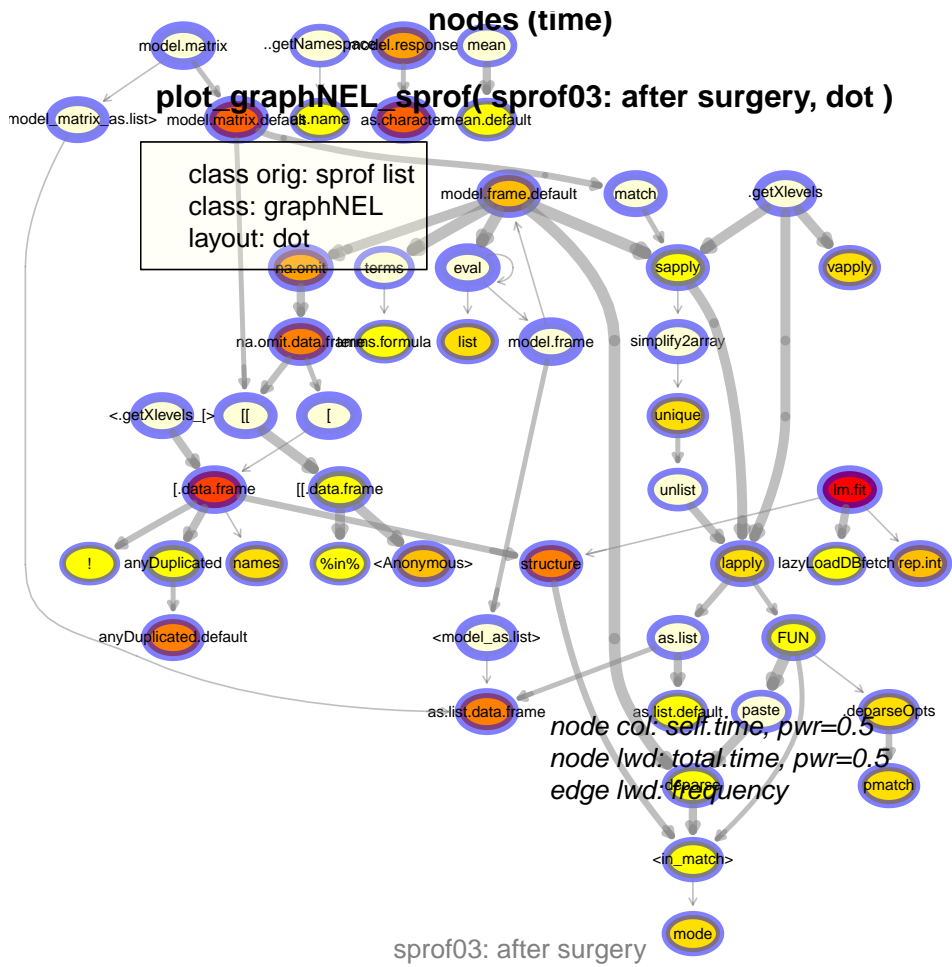 nodes (time)
model.matrix
..getNamespace
model.response
mean
plot_graphNEL_sprof( sprof03: after surgery, dot )
<model_matrix_as.list>
model.matrix.default
as.name
as.character
mean.default
class orig: sprof list
class: graphNEL
layout: dot
model.frame.default
match
.getXlevels
na.omit
terms
eval
sapply
vapply
na.omit.data.frame
terms.formula
list
model.frame
simplify2array
<.getXlevels_[>
[[
[
unique
[.data.frame
[[.data.frame
unlist
lm.fit
!
anyDuplicated
names
%in%
<Anonymous>
structure
lapply
lazyLoadDBfetch
rep.int
anyDuplicated.default
<model_as.list>
as.list
FUN
as.list.data.frame
as.list.default
paste
.deparseOpts
node col: self.time, pwr=0.5
node lwd: total.time, pwr=0.5
deparse
pmatch
edge lwd: frequency
<in_match>
mode
sprof03: after surgery